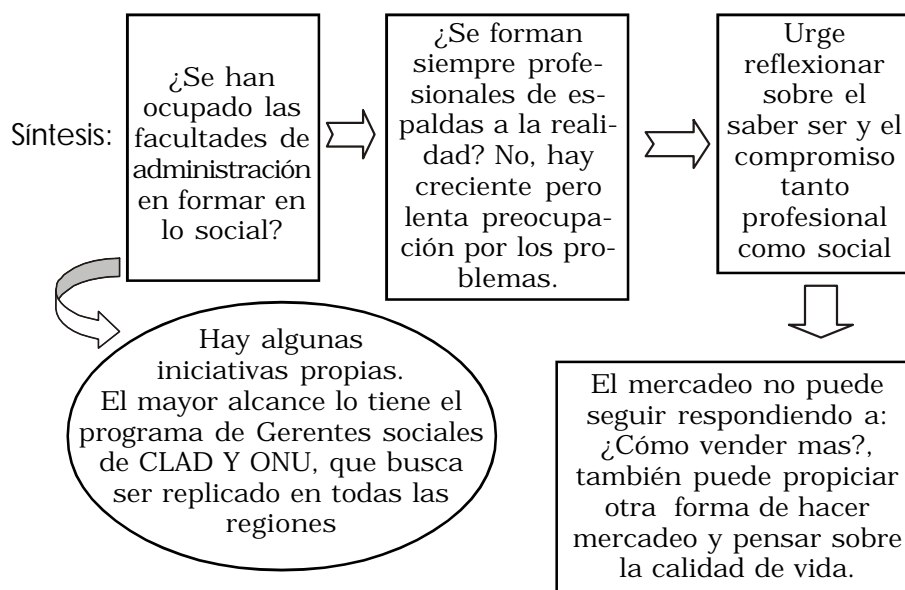 Síntesis:
¿Se han
ocupado las
facultades de
administración
en formar en
lo social?
¿Se forman
siempre profe-
sionales de es-
paldas a la reali-
dad? No, hay
creciente pero
lenta preocupa-
ción por los pro-
blemas.
Urge
reflexionar
sobre el
saber ser y el
compromiso
tanto
profesional
como social
Hay algunas
iniciativas propias.
El mayor alcance lo tiene el
programa de Gerentes sociales
de CLAD Y ONU, que busca
ser replicado en todas las
regiones
El mercadeo no puede
seguir respondiendo a:
¿Cómo vender mas?,
también puede propiciar
otra forma de hacer
mercadeo y pensar sobre
la calidad de vida.